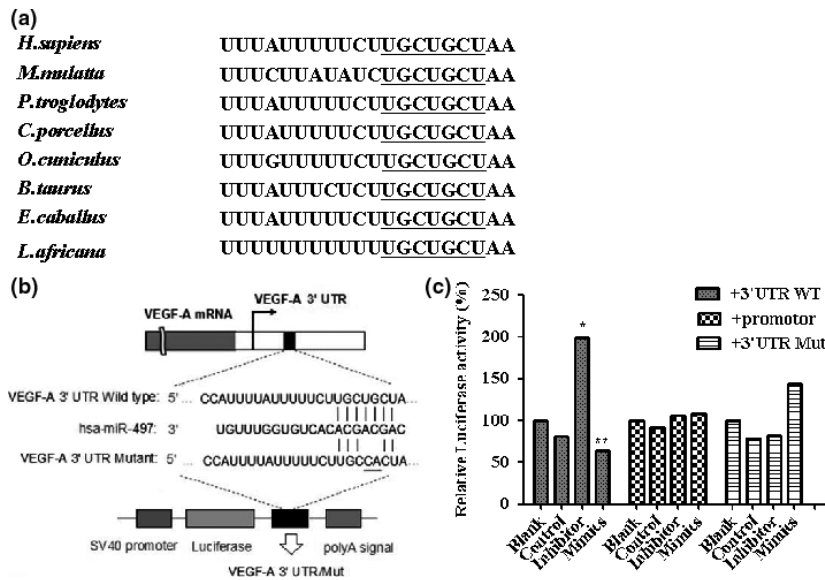 (a)
H.sapiens UUUAUUUUUCUUGCUGCUAA
M.mulatta UUUCUUAUAUCUGCUGCUAA
P.troglodytes UUUAUUUUUCUUGCUGCUAA
C.porcellus UUUAUUUUUCUUGCUGCUAA
O.cuniculus UUUGUUUUUCUUGCUGCUAA
B.taurus UUUAUUUCUCUUGCUGCUAA
E.caballus UUUAUUUUUCUUGCUGCUAA
L.africana UUUUUUUUUUUUGCUGCUAA
(b)
VEGF-A mRNA
VEGF-A 3' UTR
VEGF-A 3' UTR Wild type: 5' ... CCAUUUUAUUUUUCUUGCUGCUA ...
hsa-miR-497: 3' UGUUUGGUGUCACACGACGAC
VEGF-A 3' UTR Mutant: 5' ... CCAUUUUAUUUUUCUUGCCACUA ...
SV40 promoter
Luciferase
polyA signal
VEGF-A 3' UTR/Mut
(c)
+3'UTR WT
+promotor
+3'UTR Mut
Relative Luciferase activity (%)
250
200
150
100
50
0
*
**
Blank Control Inhibitor Mimics
Blank Control Inhibitor Mimics
Blank Control Inhibitor Mimics